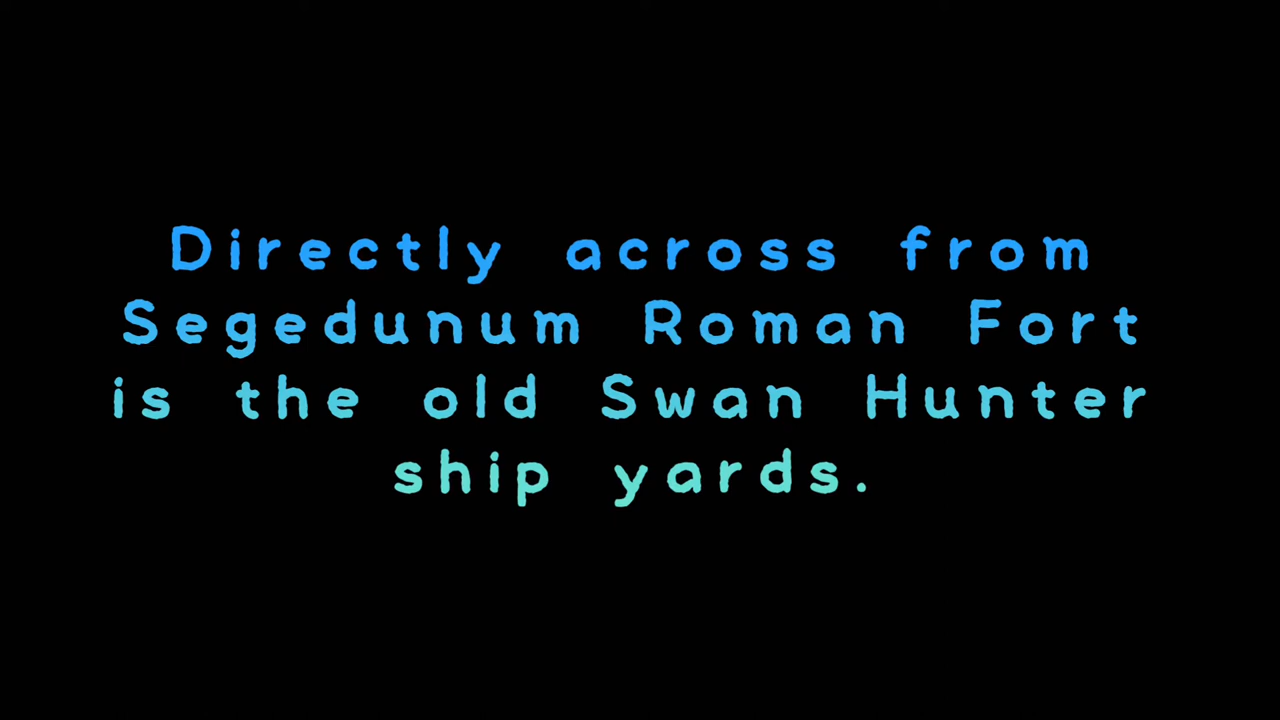 Directly across from
Segedunum Roman Fort
is the old Swan Hunter
ship yards.